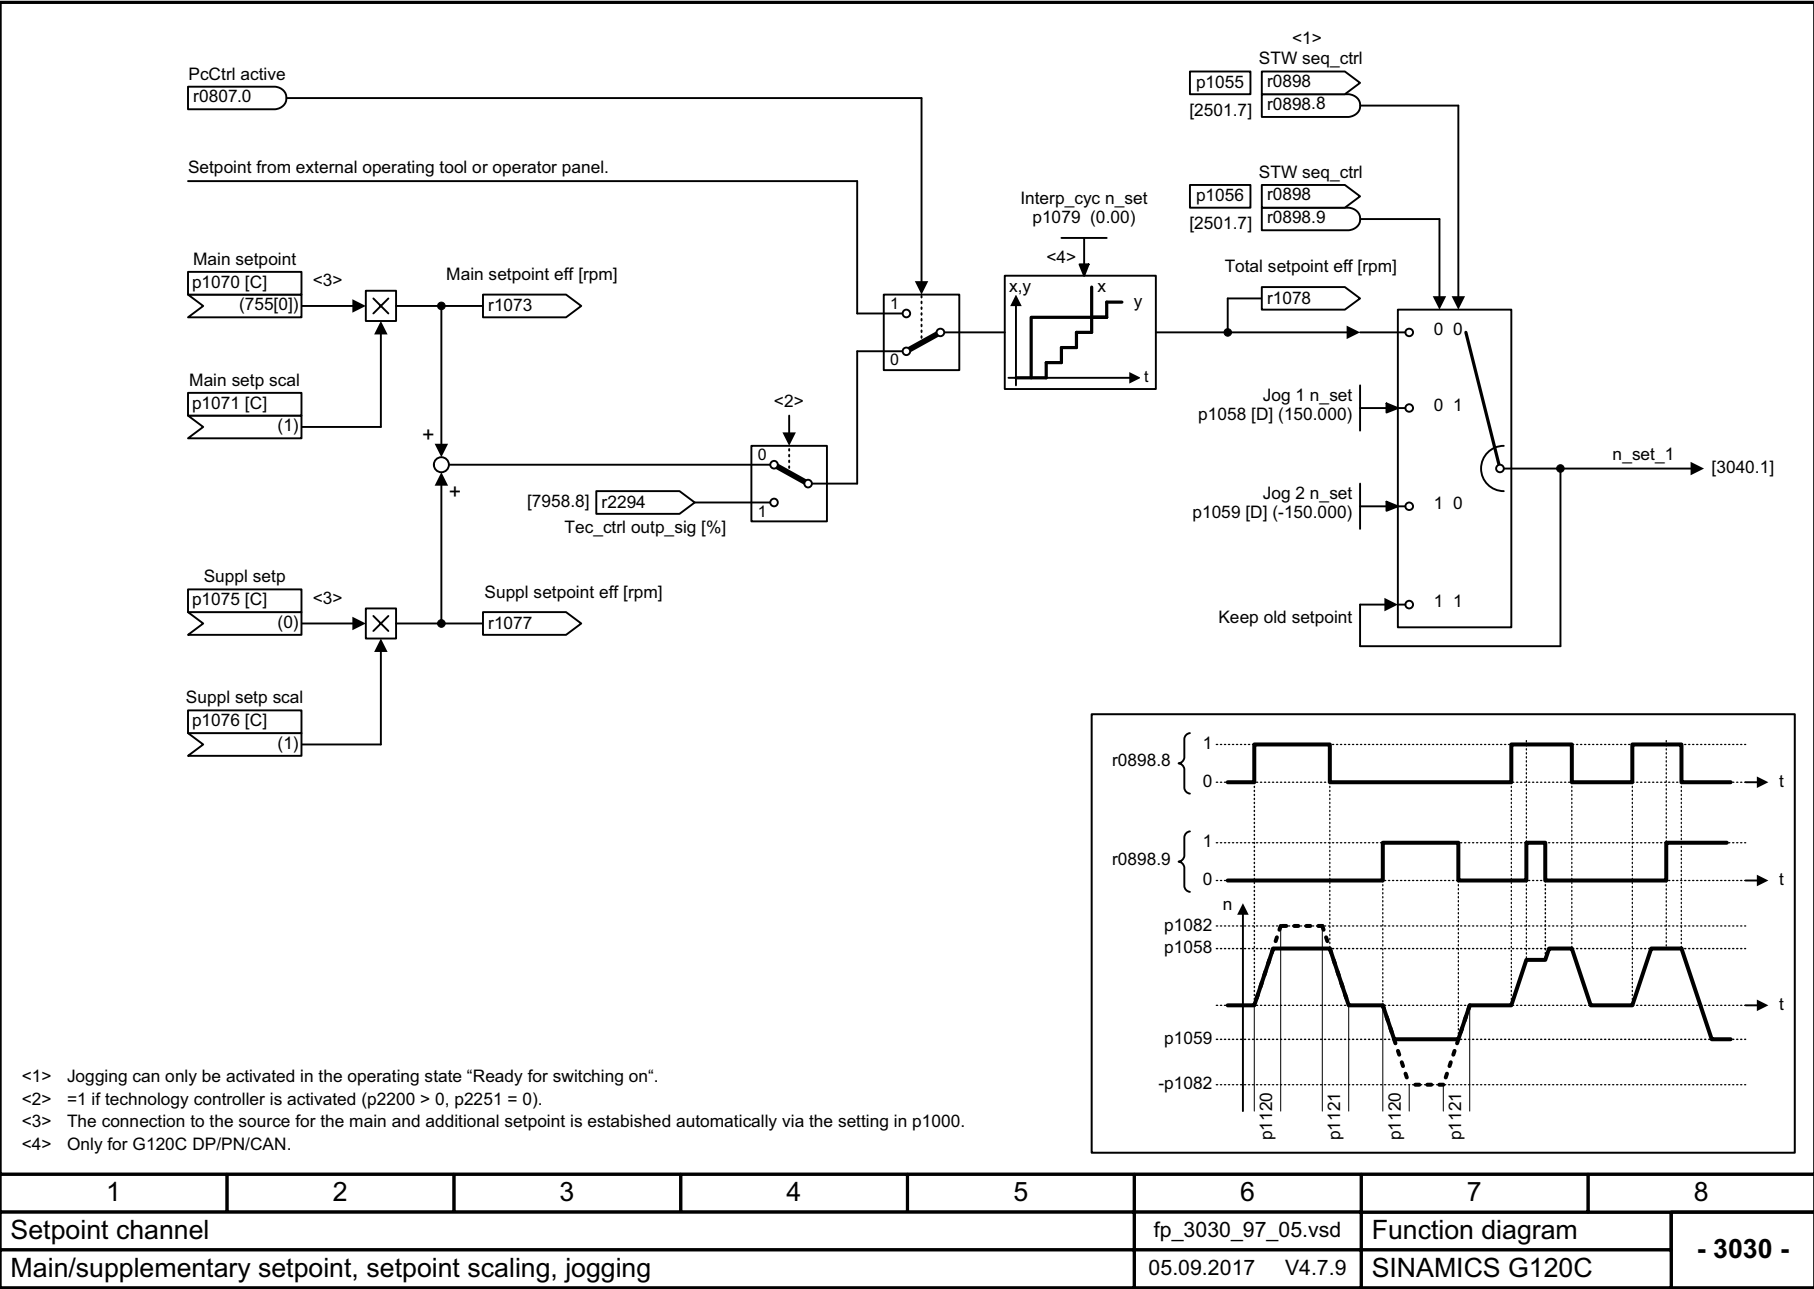 <1>
STW seq_ctrl
PcCtrl active
r0807.0
p1055
r0898
[2501.7]
r0898.8
Setpoint from external operating tool or operator panel.
STW seq_ctrl
p1056
r0898
[2501.7]
r0898.9
Interp_cyc n_set
p1079 (0.00)
<4>
Main setpoint
p1070 [C]
(755[0])
<3>
Main setpoint eff [rpm]
r1073
Total setpoint eff [rpm]
r1078
1
0
x,y
x
y
t
0 0
Main setp scal
p1071 [C]
(1)
<2>
Jog 1 n_set
p1058 [D] (150.000)
0 1
+
+
0
1
[7958.8]
r2294
Tec_ctrl outp_sig [%]
n_set_1
[3040.1]
Jog 2 n_set
p1059 [D] (-150.000)
1 0
Suppl setp
p1075 [C]
(0)
<3>
Suppl setpoint eff [rpm]
r1077
Keep old setpoint
1 1
Suppl setp scal
p1076 [C]
(1)
r0898.8
1
0
t
r0898.9
1
0
t
n
p1082
p1058
t
p1059
-p1082
p1120
p1121
p1120
p1121
<1> Jogging can only be activated in the operating state “Ready for switching on“.
<2> =1 if technology controller is activated (p2200 > 0, p2251 = 0).
<3> The connection to the source for the main and additional setpoint is estabished automatically via the setting in p1000.
<4> Only for G120C DP/PN/CAN.
1 2 3 4 5 6 7 8
Setpoint channel
fp_3030_97_05.vsd
Function diagram
- 3030 -
Main/supplementary setpoint, setpoint scaling, jogging
05.09.2017 V4.7.9
SINAMICS G120C